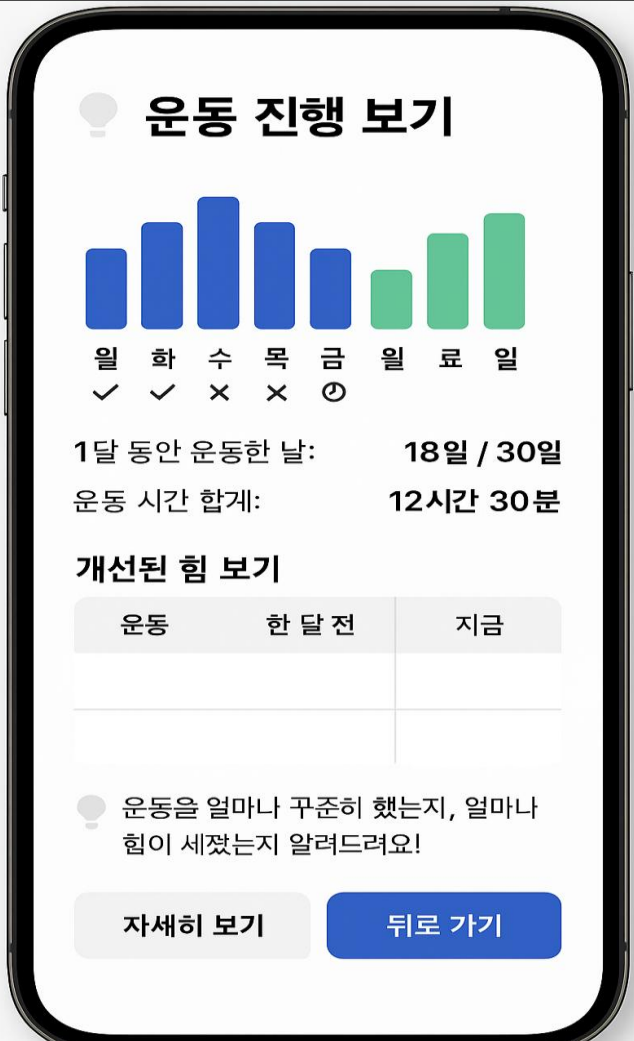 운동 진행 보기
월 화 수 목 금 월 료 일
1달 동안 운동한 날: 18일 / 30일
운동 시간 합게: 12시간 30분
개선된 힘 보기
운동 한 달 전 지금
운동을 얼마나 꾸준히 했는지, 얼마나
힘이 세졌는지 알려드려요!
자세히 보기 뒤로 가기